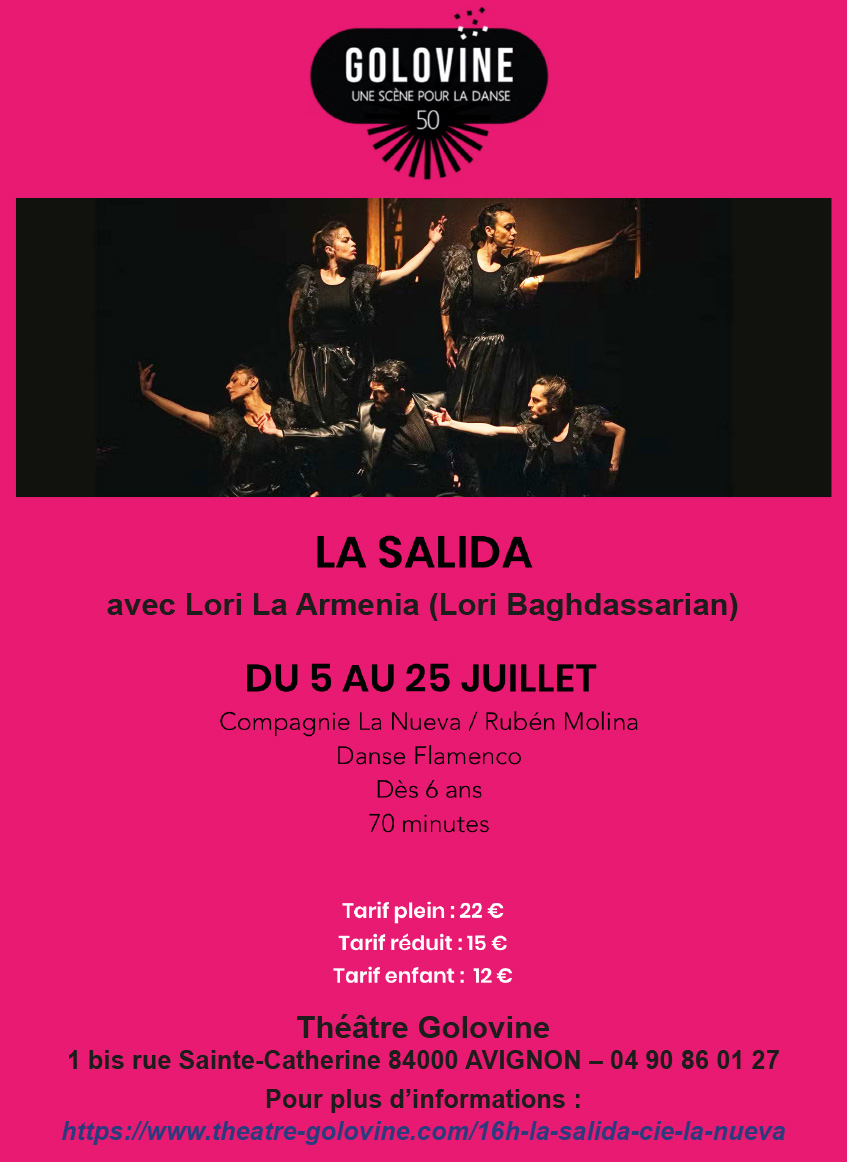 GOLOVINE
UNE SCÈNE POUR LA DANSE
50
LA SALIDA
avec Lori La Armenia (Lori Baghdassarian)
DU 5 AU 25 JUILLET
Compagnie La Nueva / Rubén Molina
Danse Flamenco
Dès 6 ans
70 minutes
Tarif plein : 22 €
Tarif réduit : 15 €
Tarif enfant :  12 €
Théâtre Golovine
1 bis rue Sainte-Catherine 84000 AVIGNON – 04 90 86 01 27
Pour plus d’informations :
https://www.theatre-golovine.com/16h-la-salida-cie-la-nueva